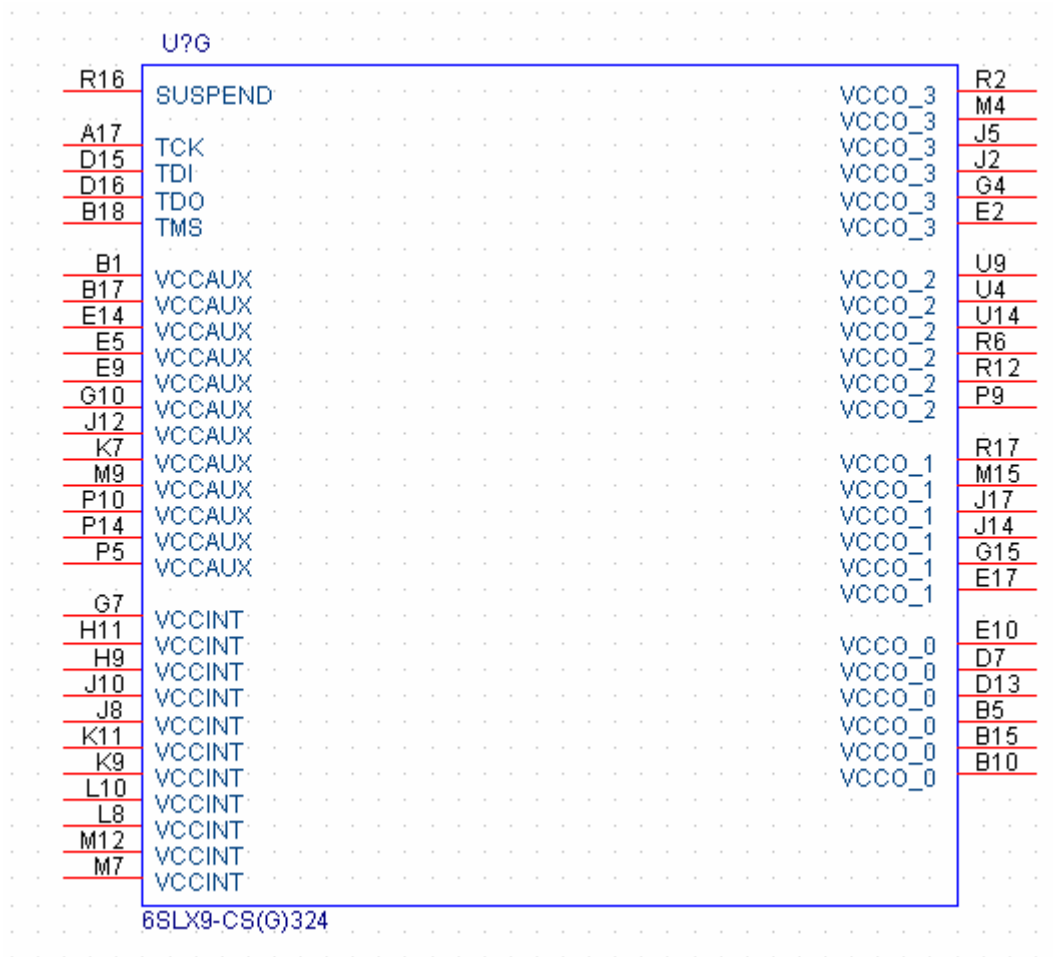 U?G
R16 SUSPEND VCCO_3 R2
VCCO_3 M4
A17 TCK VCCO_3 J5
D15 TDI VCCO_3 J2
D16 TDO VCCO_3 G4
B18 TMS VCCO_3 E2
B1 VCCAUX VCCO_2 U9
B17 VCCAUX VCCO_2 U4
E14 VCCAUX VCCO_2 U14
E5 VCCAUX VCCO_2 R6
E9 VCCAUX VCCO_2 R12
G10 VCCAUX VCCO_2 P9
J12 VCCAUX
K7 VCCAUX VCCO_1 R17
M9 VCCAUX VCCO_1 M15
P10 VCCAUX VCCO_1 J17
P14 VCCAUX VCCO_1 J14
P5 VCCAUX VCCO_1 G15
VCCO_1 E17
G7 VCCINT
H11 VCCINT VCCO_0 E10
H9 VCCINT VCCO_0 D7
J10 VCCINT VCCO_0 D13
J8 VCCINT VCCO_0 B5
K11 VCCINT VCCO_0 B15
K9 VCCINT VCCO_0 B10
L10 VCCINT
L8 VCCINT
M12 VCCINT
M7 VCCINT
6SLX9-CS(G)324